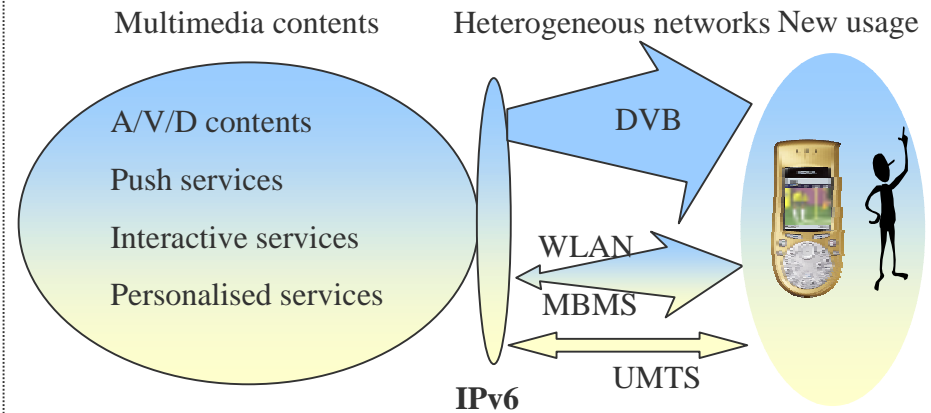 Multimedia contents
Heterogeneous networks
New usage
A/V/D contents
Push services
Interactive services
Personalised services
DVB
WLAN
MBMS
UMTS
IPv6